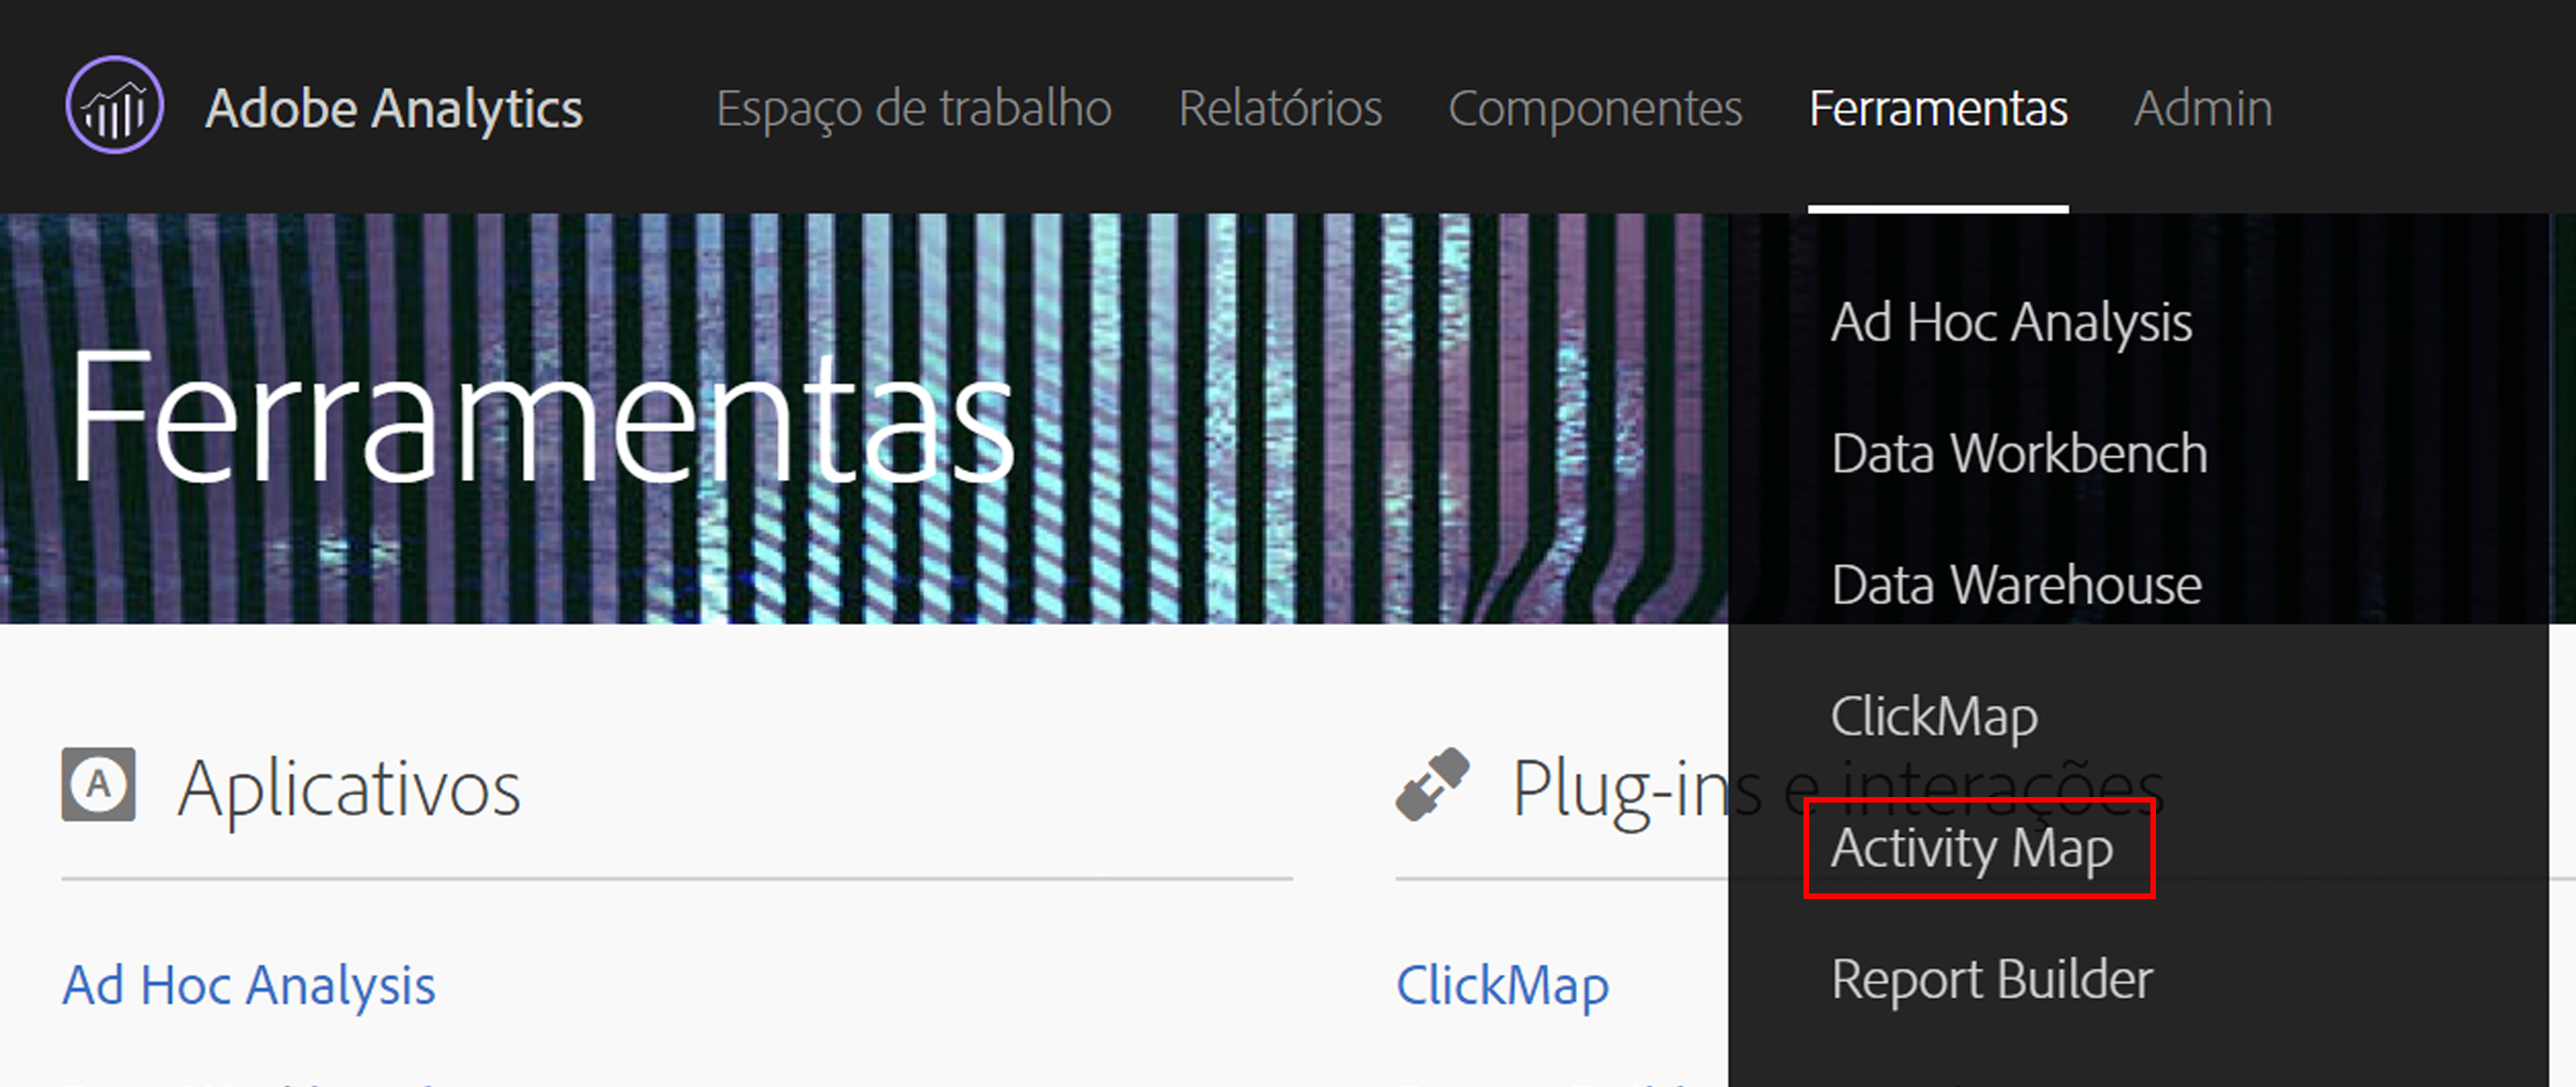 Adobe Analytics
Espaço de trabalho
Relatórios
Componentes
Ferramentas
Admin
Ferramentas
Ad Hoc Analysis
Data Workbench
Data Warehouse
ClickMap
Activity Map
Report Builder
A
Aplicativos
Ad Hoc Analysis
Plug-ins e interações
ClickMap